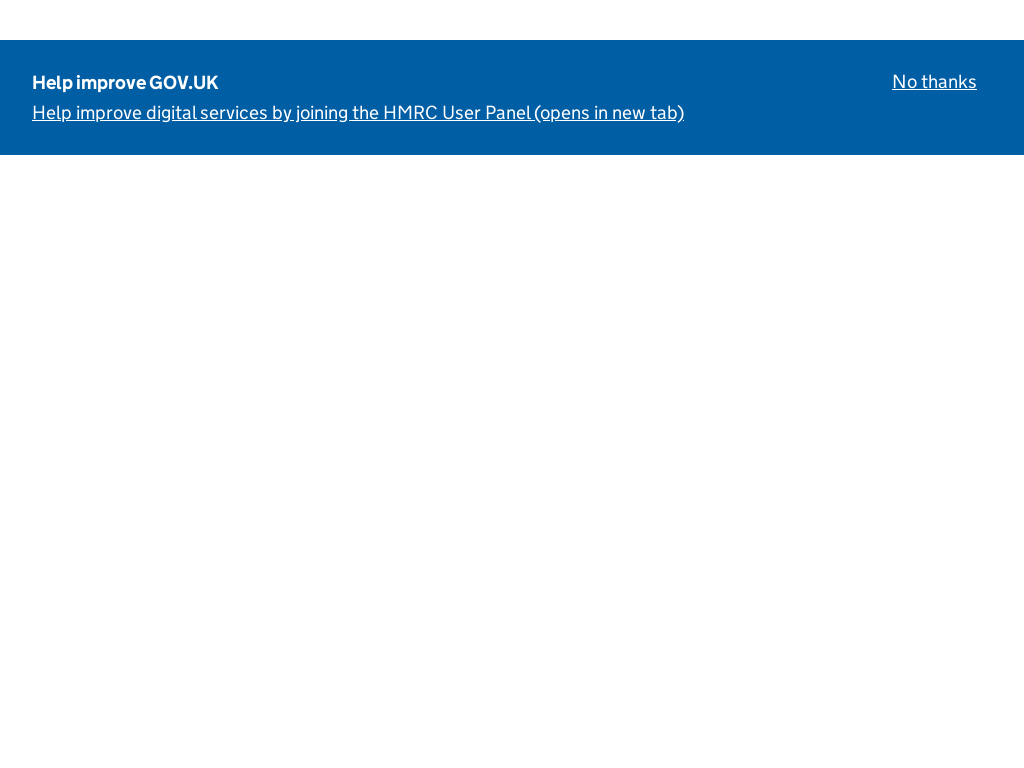 Help improve GOV.UK
No thanks
Help improve digital services by joining the HMRC User Panel (opens in new tab)